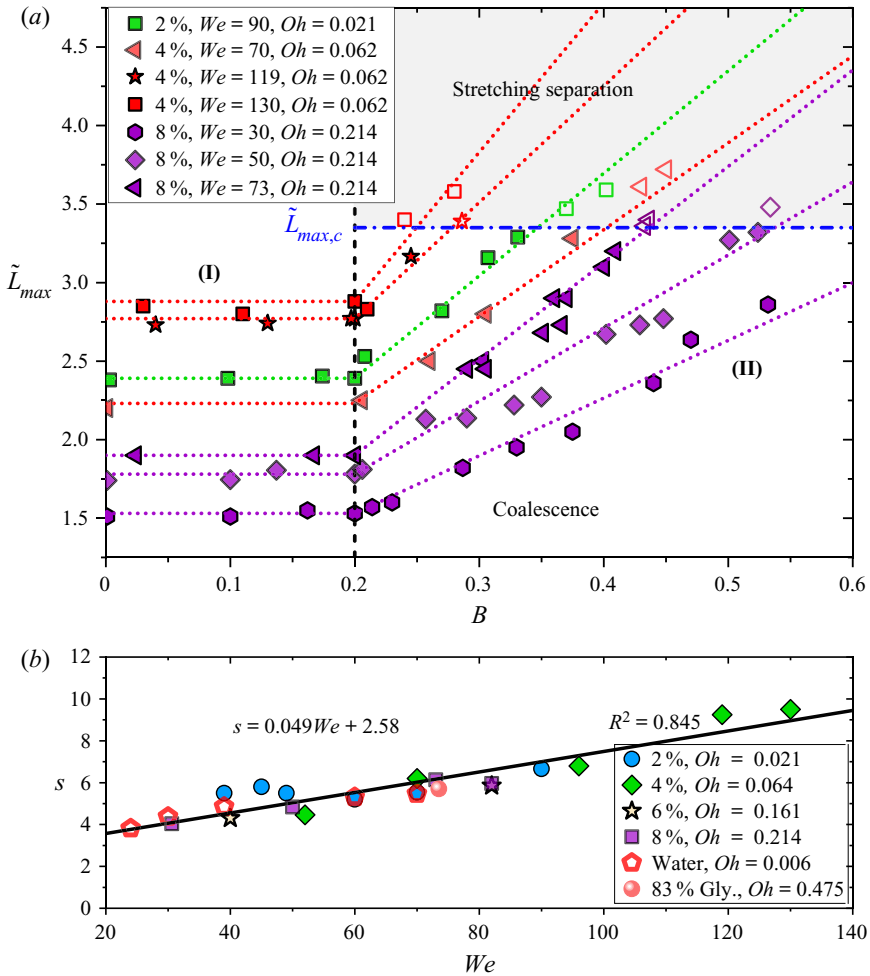 (a)
4.5
4.0
3.5
3.0
2.5
2.0
1.5
L̃max
2 %, We = 90, Oh = 0.021
4 %, We = 70, Oh = 0.062
4 %, We = 119, Oh = 0.062
4 %, We = 130, Oh = 0.062
8 %, We = 30, Oh = 0.214
8 %, We = 50, Oh = 0.214
8 %, We = 73, Oh = 0.214
Stretching separation
L̃max,c
(I)
(II)
Coalescence
0 0.1 0.2 0.3 0.4 0.5 0.6
B
(b)
12
10
8
6
4
2
0
s
s = 0.049We + 2.58
R² = 0.845
2 %, Oh = 0.021
4 %, Oh = 0.064
6 %, Oh = 0.161
8 %, Oh = 0.214
Water, Oh = 0.006
83 % Gly., Oh = 0.475
20 40 60 80 100 120 140
We